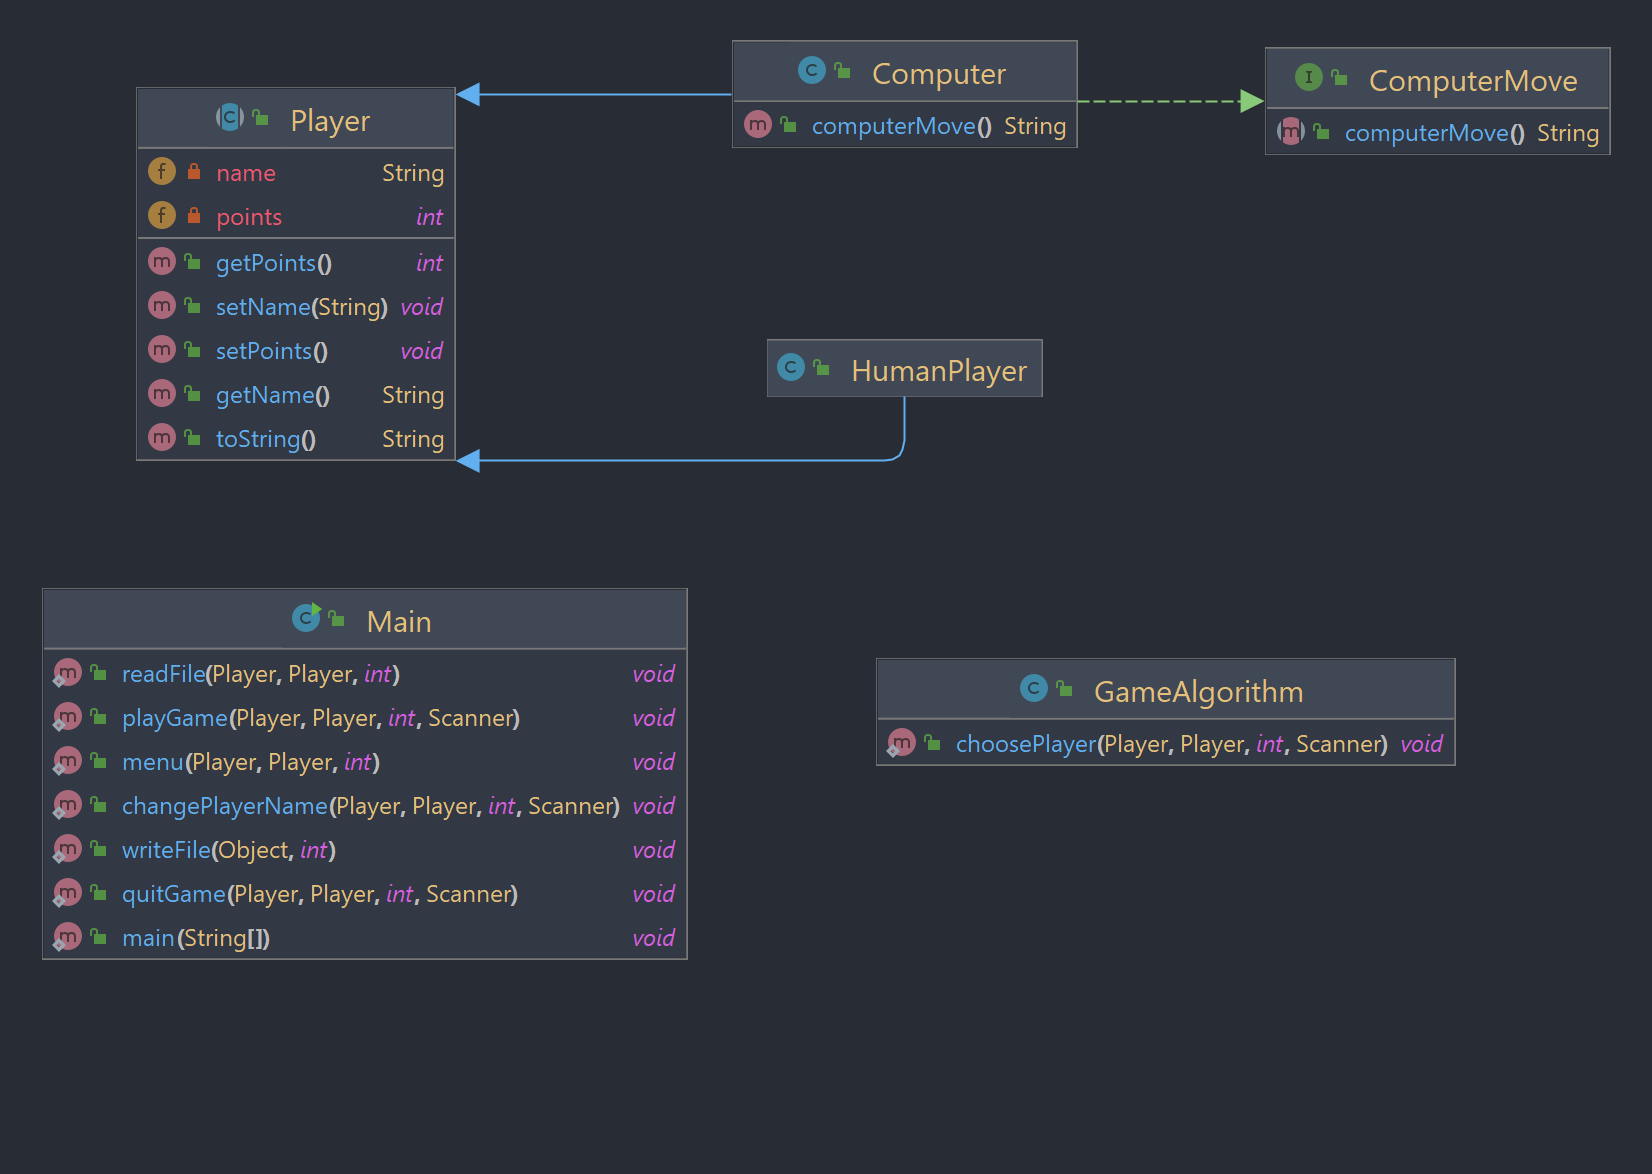 Player
name String
points int
getPoints() int
setName(String) void
setPoints() void
getName() String
toString() String
Computer
computerMove() String
ComputerMove
computerMove() String
HumanPlayer
Main
readFile(Player, Player, int) void
playGame(Player, Player, int, Scanner) void
menu(Player, Player, int) void
changePlayerName(Player, Player, int, Scanner) void
writeFile(Object, int) void
quitGame(Player, Player, int, Scanner) void
main(String[]) void
GameAlgorithm
choosePlayer(Player, Player, int, Scanner) void